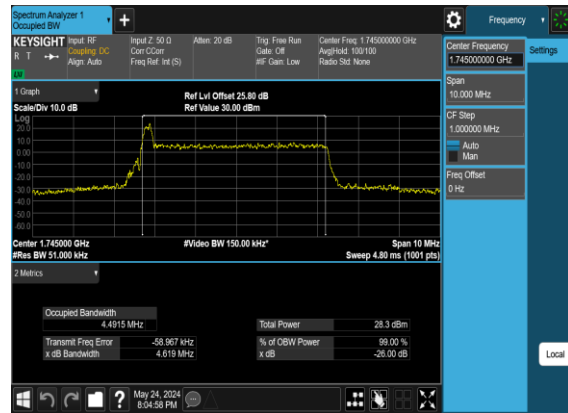 Spectrum Analyzer 1
Occupied BW
+
Frequency
KEYSIGHT
R T
LXI
Input: RF
Coupling: DC
Align: Auto
Input Z: 50 Ω
Corr CCorr
Freq Ref: Int (S)
Atten: 20 dB
Trig: Free Run
Gate: Off
#IF Gain: Low
Center Freq: 1.745000000 GHz
Avg|Hold: 100/100
Radio Std: None
Center Frequency
1.745000000 GHz
Settings
Span
10.000 MHz
CF Step
1.000000 MHz
Auto
Man
Freq Offset
0 Hz
Local
1 Graph
Scale/Div 10.0 dB
Ref Lvl Offset 25.80 dB
Ref Value 30.00 dBm
Log
20.0
10.0
0.00
-10.0
-20.0
-30.0
-40.0
-50.0
-60.0
Center 1.745000 GHz
#Res BW 51.000 kHz
#Video BW 150.00 kHz*
Span 10 MHz
Sweep 4.80 ms (1001 pts)
2 Metrics
Occupied Bandwidth
4.4915 MHz
Total Power 28.3 dBm
Transmit Freq Error -58.967 kHz
% of OBW Power 99.00 %
x dB Bandwidth 4.619 MHz
x dB -26.00 dB
?
May 24, 2024
8:04:58 PM